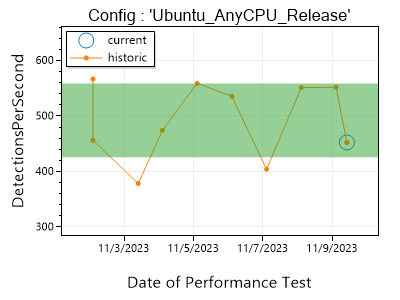 Config : 'Ubuntu_AnyCPU_Release'
current
historic
DetectionsPerSecond
600
500
400
300
11/3/2023
11/5/2023
11/7/2023
11/9/2023
Date of Performance Test